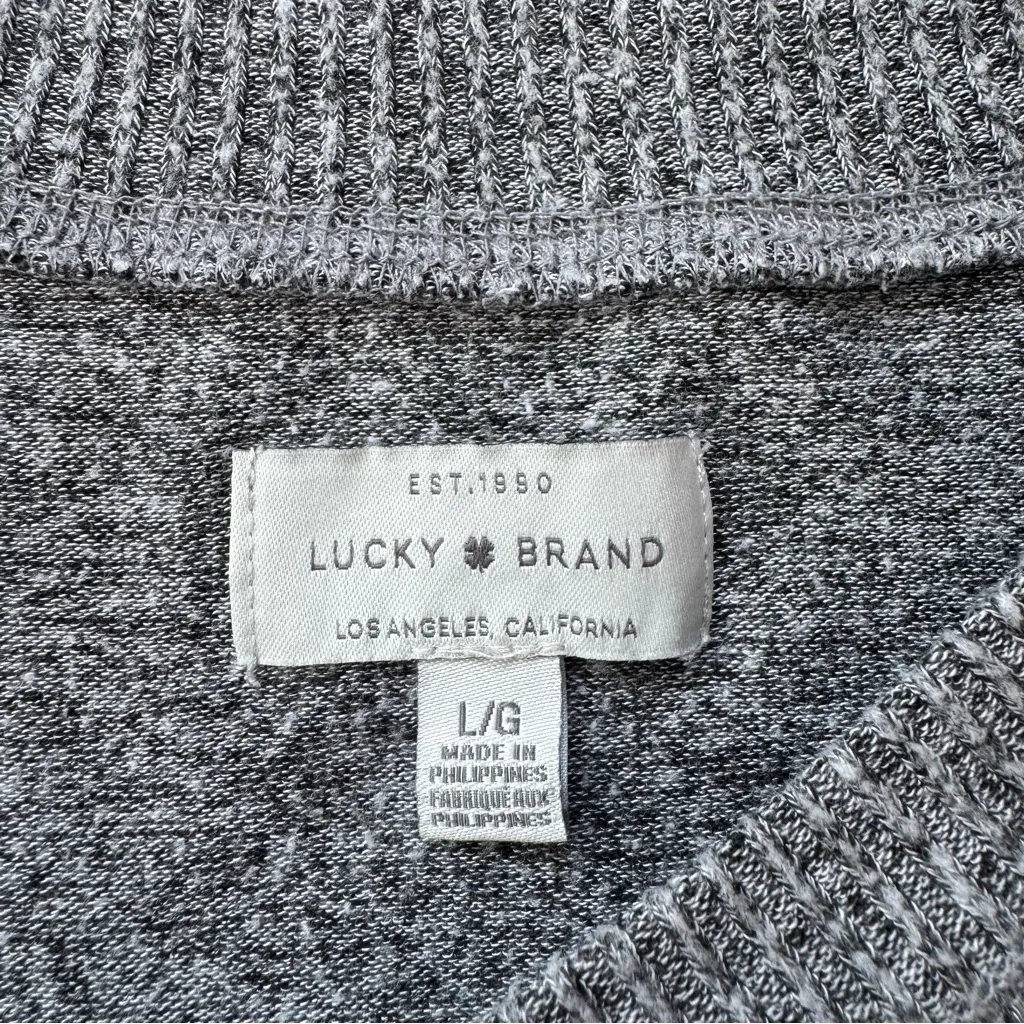 EST.1990
LUCKY BRAND
LOS ANGELES, CALIFORNIA
L/G
MADE IN
PHILIPPINES
FABRIQUÉ AUX
PHILIPPINES